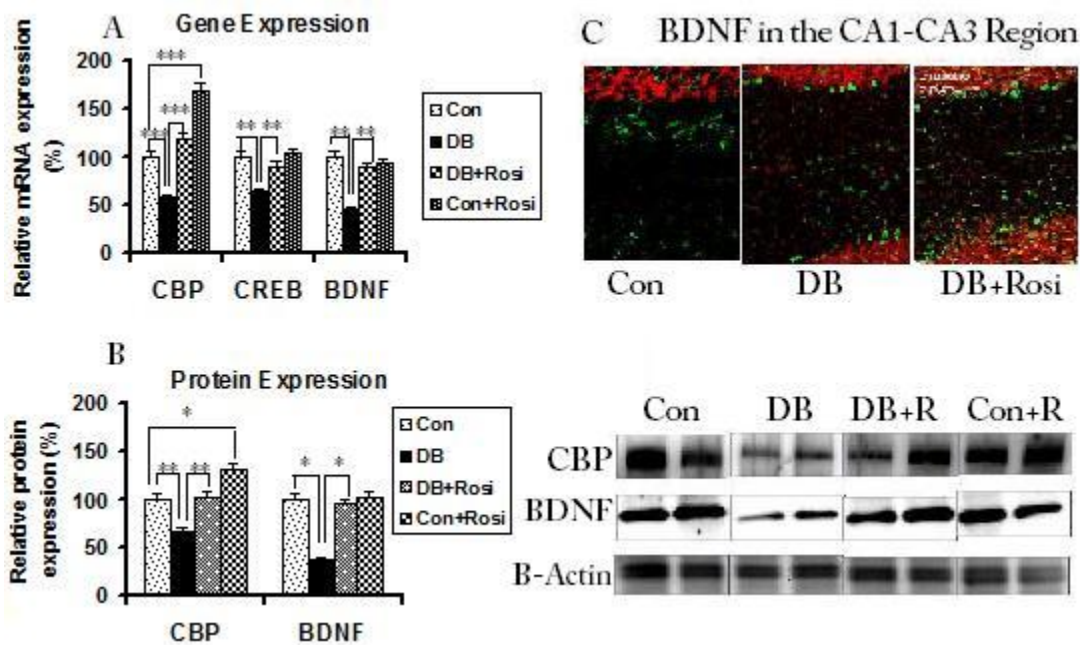 A
Gene Expression
Relative mRNA expression
(%)
200
150
100
50
0
***
***
***
**
**
**
**
CBP
CREB
BDNF
Con
DB
DB+Rosi
Con+Rosi
C
BDNF in the CA1-CA3 Region
Con
DB
DB+Rosi
B
Protein Expression
Relative protein
expression (%)
200
150
100
50
0
*
**
**
*
*
CBP
BDNF
Con
DB
DB+Rosi
Con+Rosi
Con
DB
DB+R
Con+R
CBP
BDNF
B-Actin